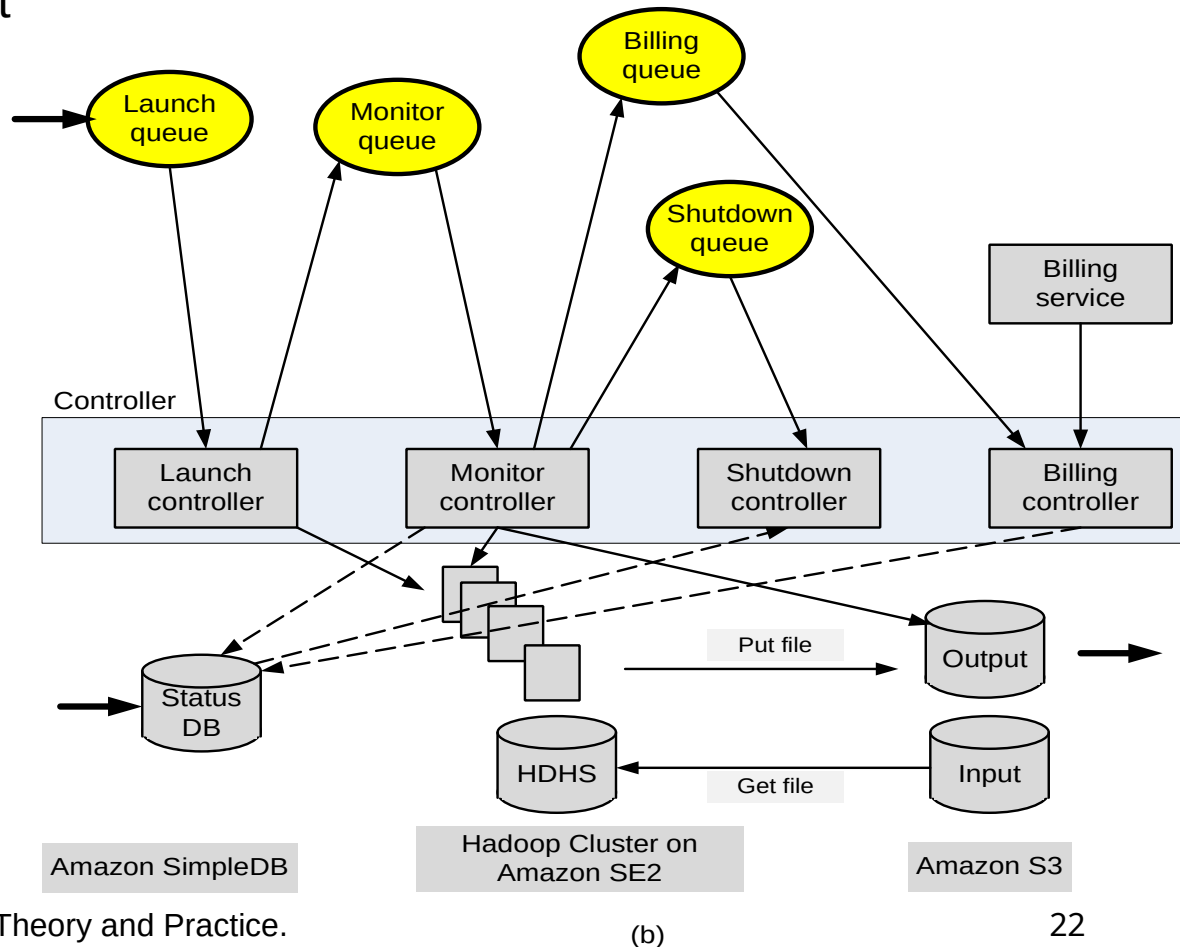 Billing
queue
Launch
queue
Monitor
queue
Shutdown
queue
Billing
service
Controller
Launch
controller
Monitor
controller
Shutdown
controller
Billing
controller
Put file
Output
Status
DB
HDHS
Input
Get file
Amazon SimpleDB
Hadoop Cluster on
Amazon SE2
Amazon S3
Theory and Practice.
(b)
22